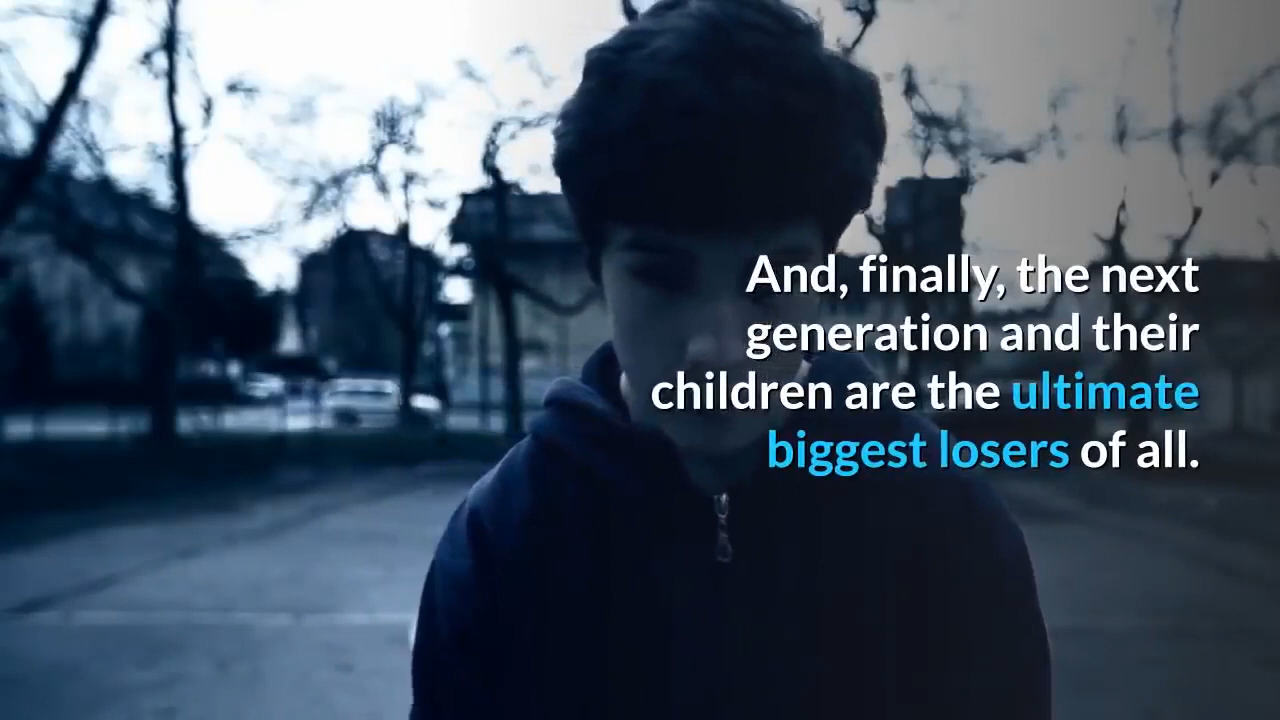 And, finally, the next
generation and their
children are the ultimate
biggest losers of all.